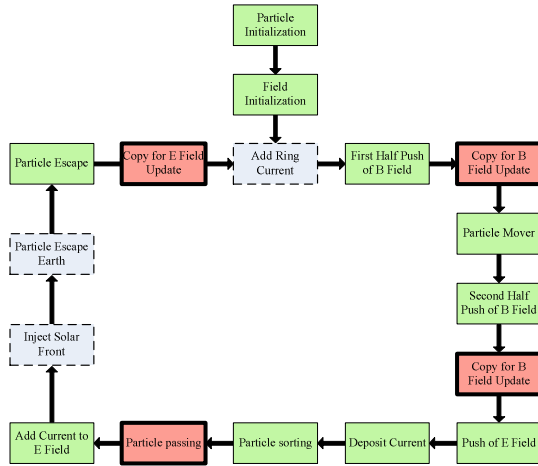 Particle
Initialization
Field
Initialization
Particle Escape
Copy for E Field
Update
Add Ring
Current
First Half Push
of B Field
Copy for B
Field Update
Particle Escape
Earth
Particle Mover
Second Half
Push of B Field
Inject Solar
Front
Copy for B
Field Update
Add Current to
E Field
Particle passing
Particle sorting
Deposit Current
Push of E Field